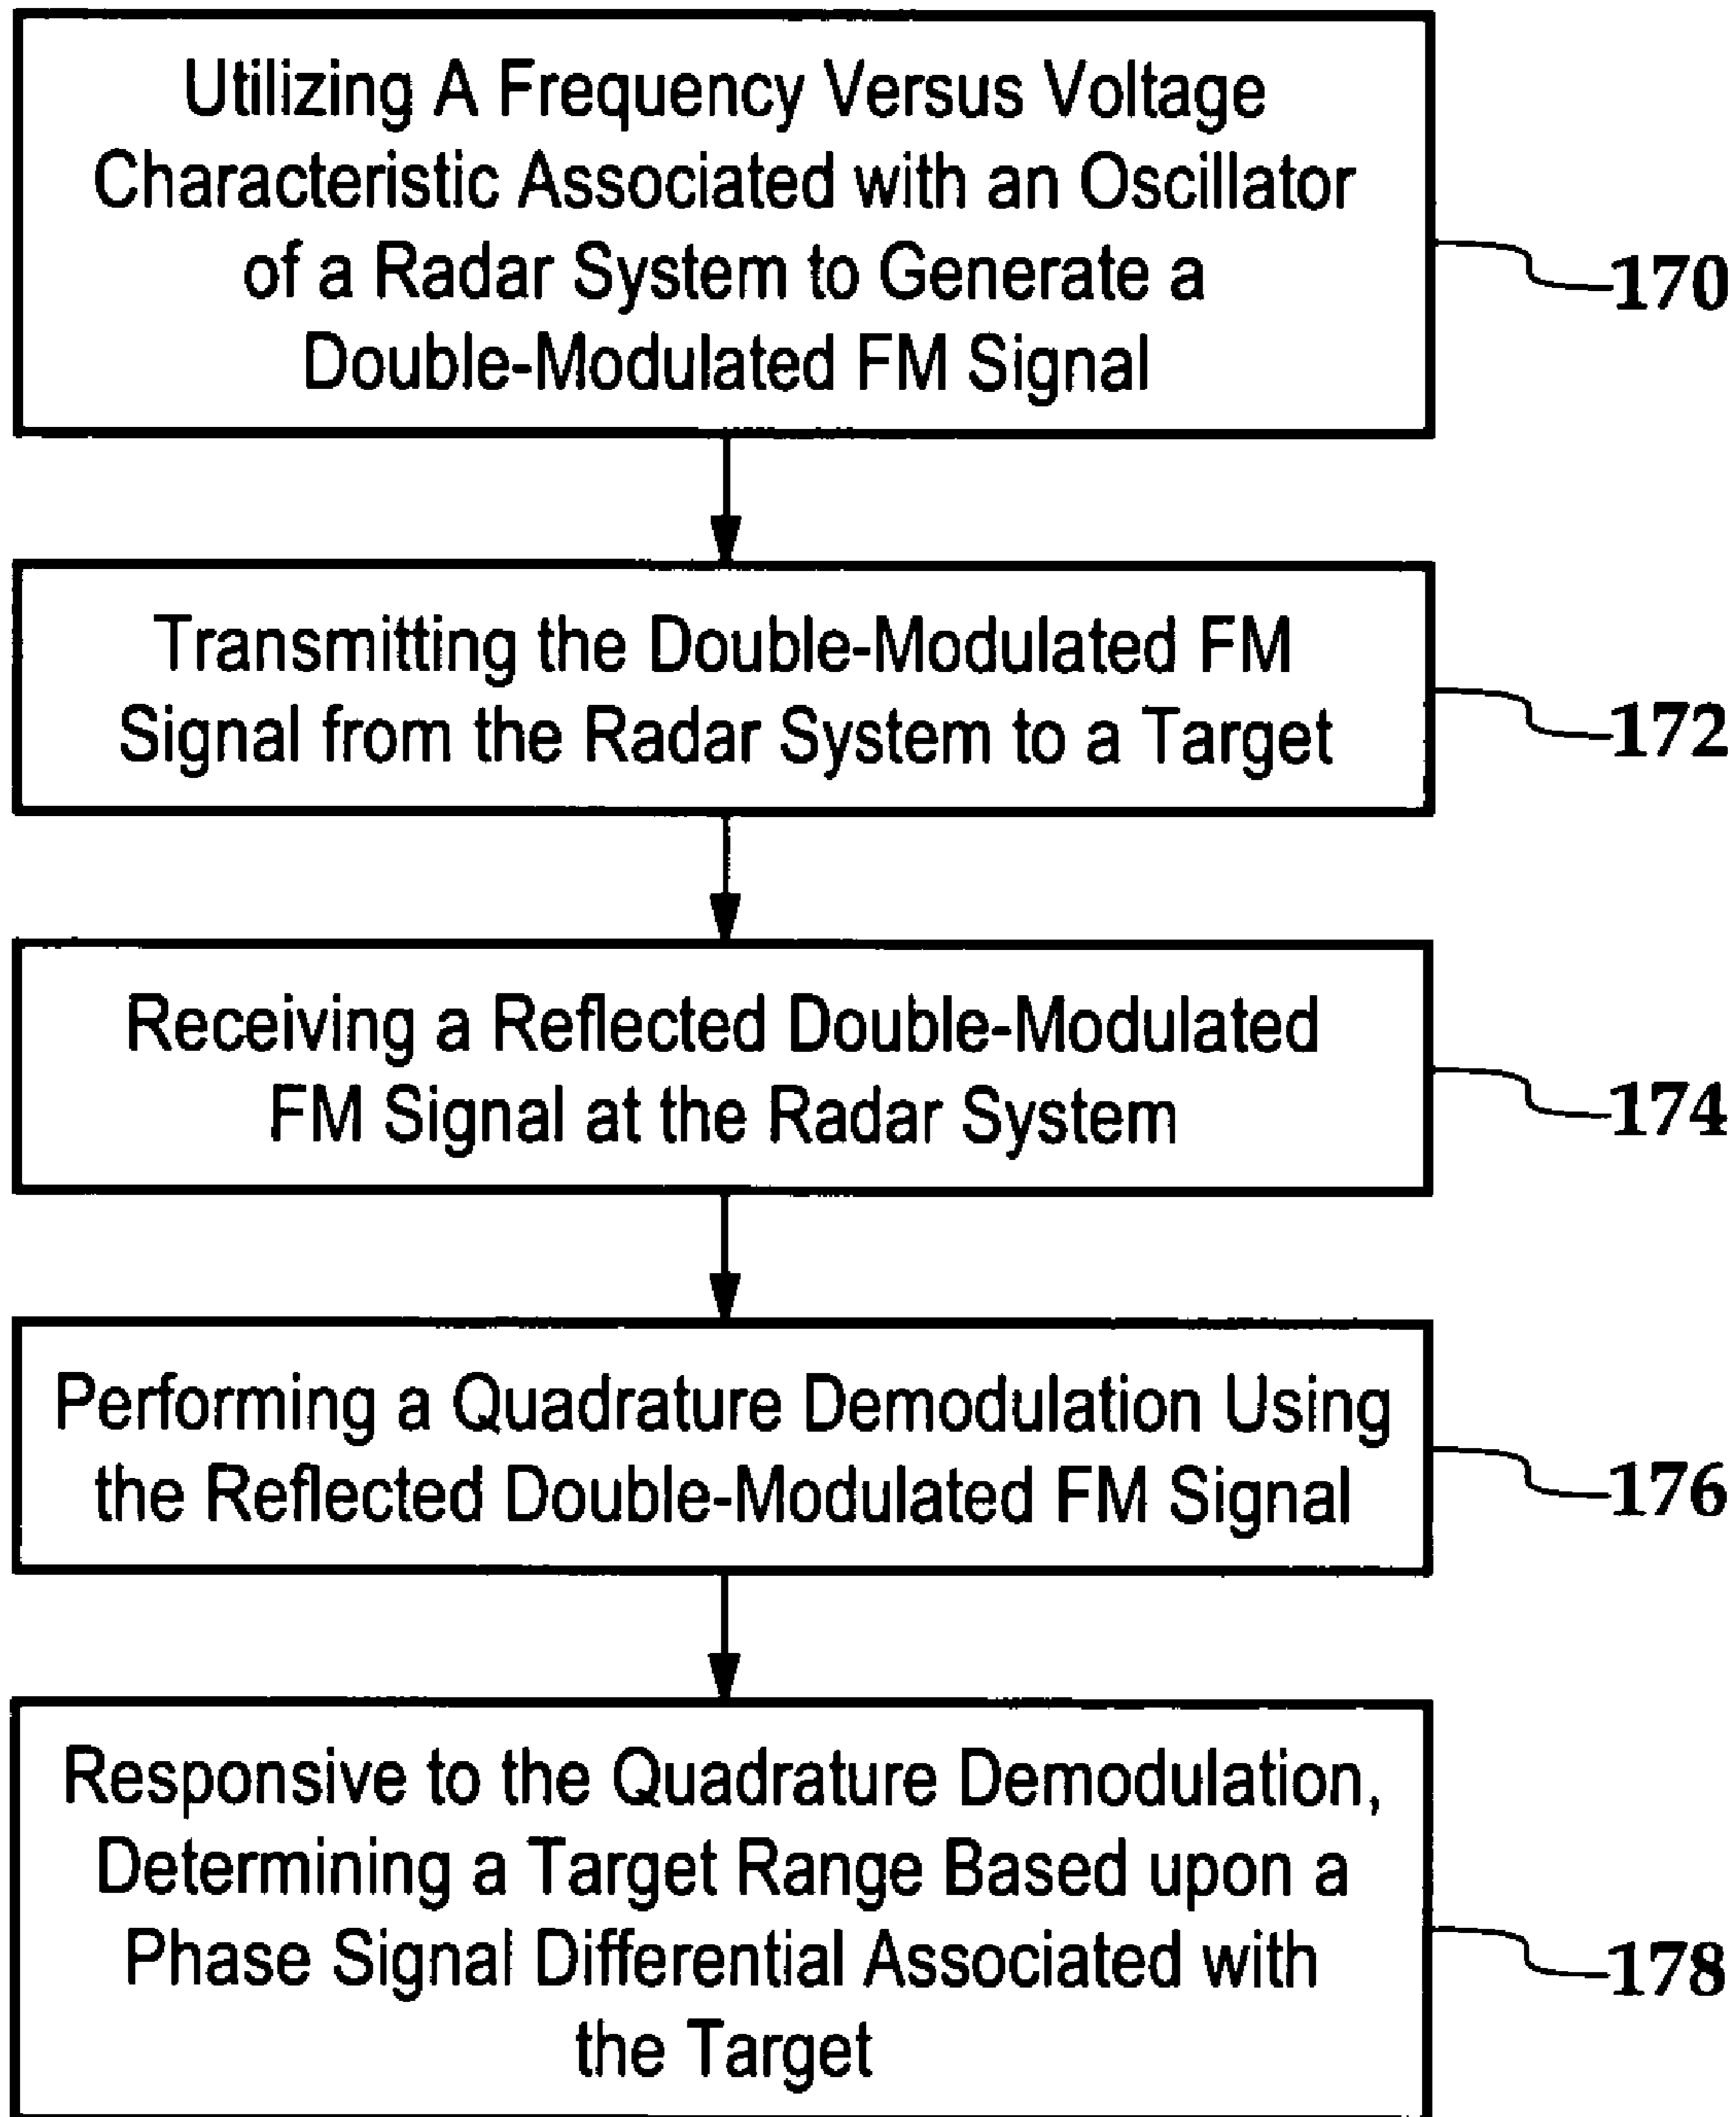 Utilizing A Frequency Versus Voltage
Characteristic Associated with an Oscillator
of a Radar System to Generate a
Double-Modulated FM Signal
170
Transmitting the Double-Modulated FM
Signal from the Radar System to a Target
172
Receiving a Reflected Double-Modulated
FM Signal at the Radar System
174
Performing a Quadrature Demodulation Using
the Reflected Double-Modulated FM Signal
176
Responsive to the Quadrature Demodulation,
Determining a Target Range Based upon a
Phase Signal Differential Associated with
the Target
178